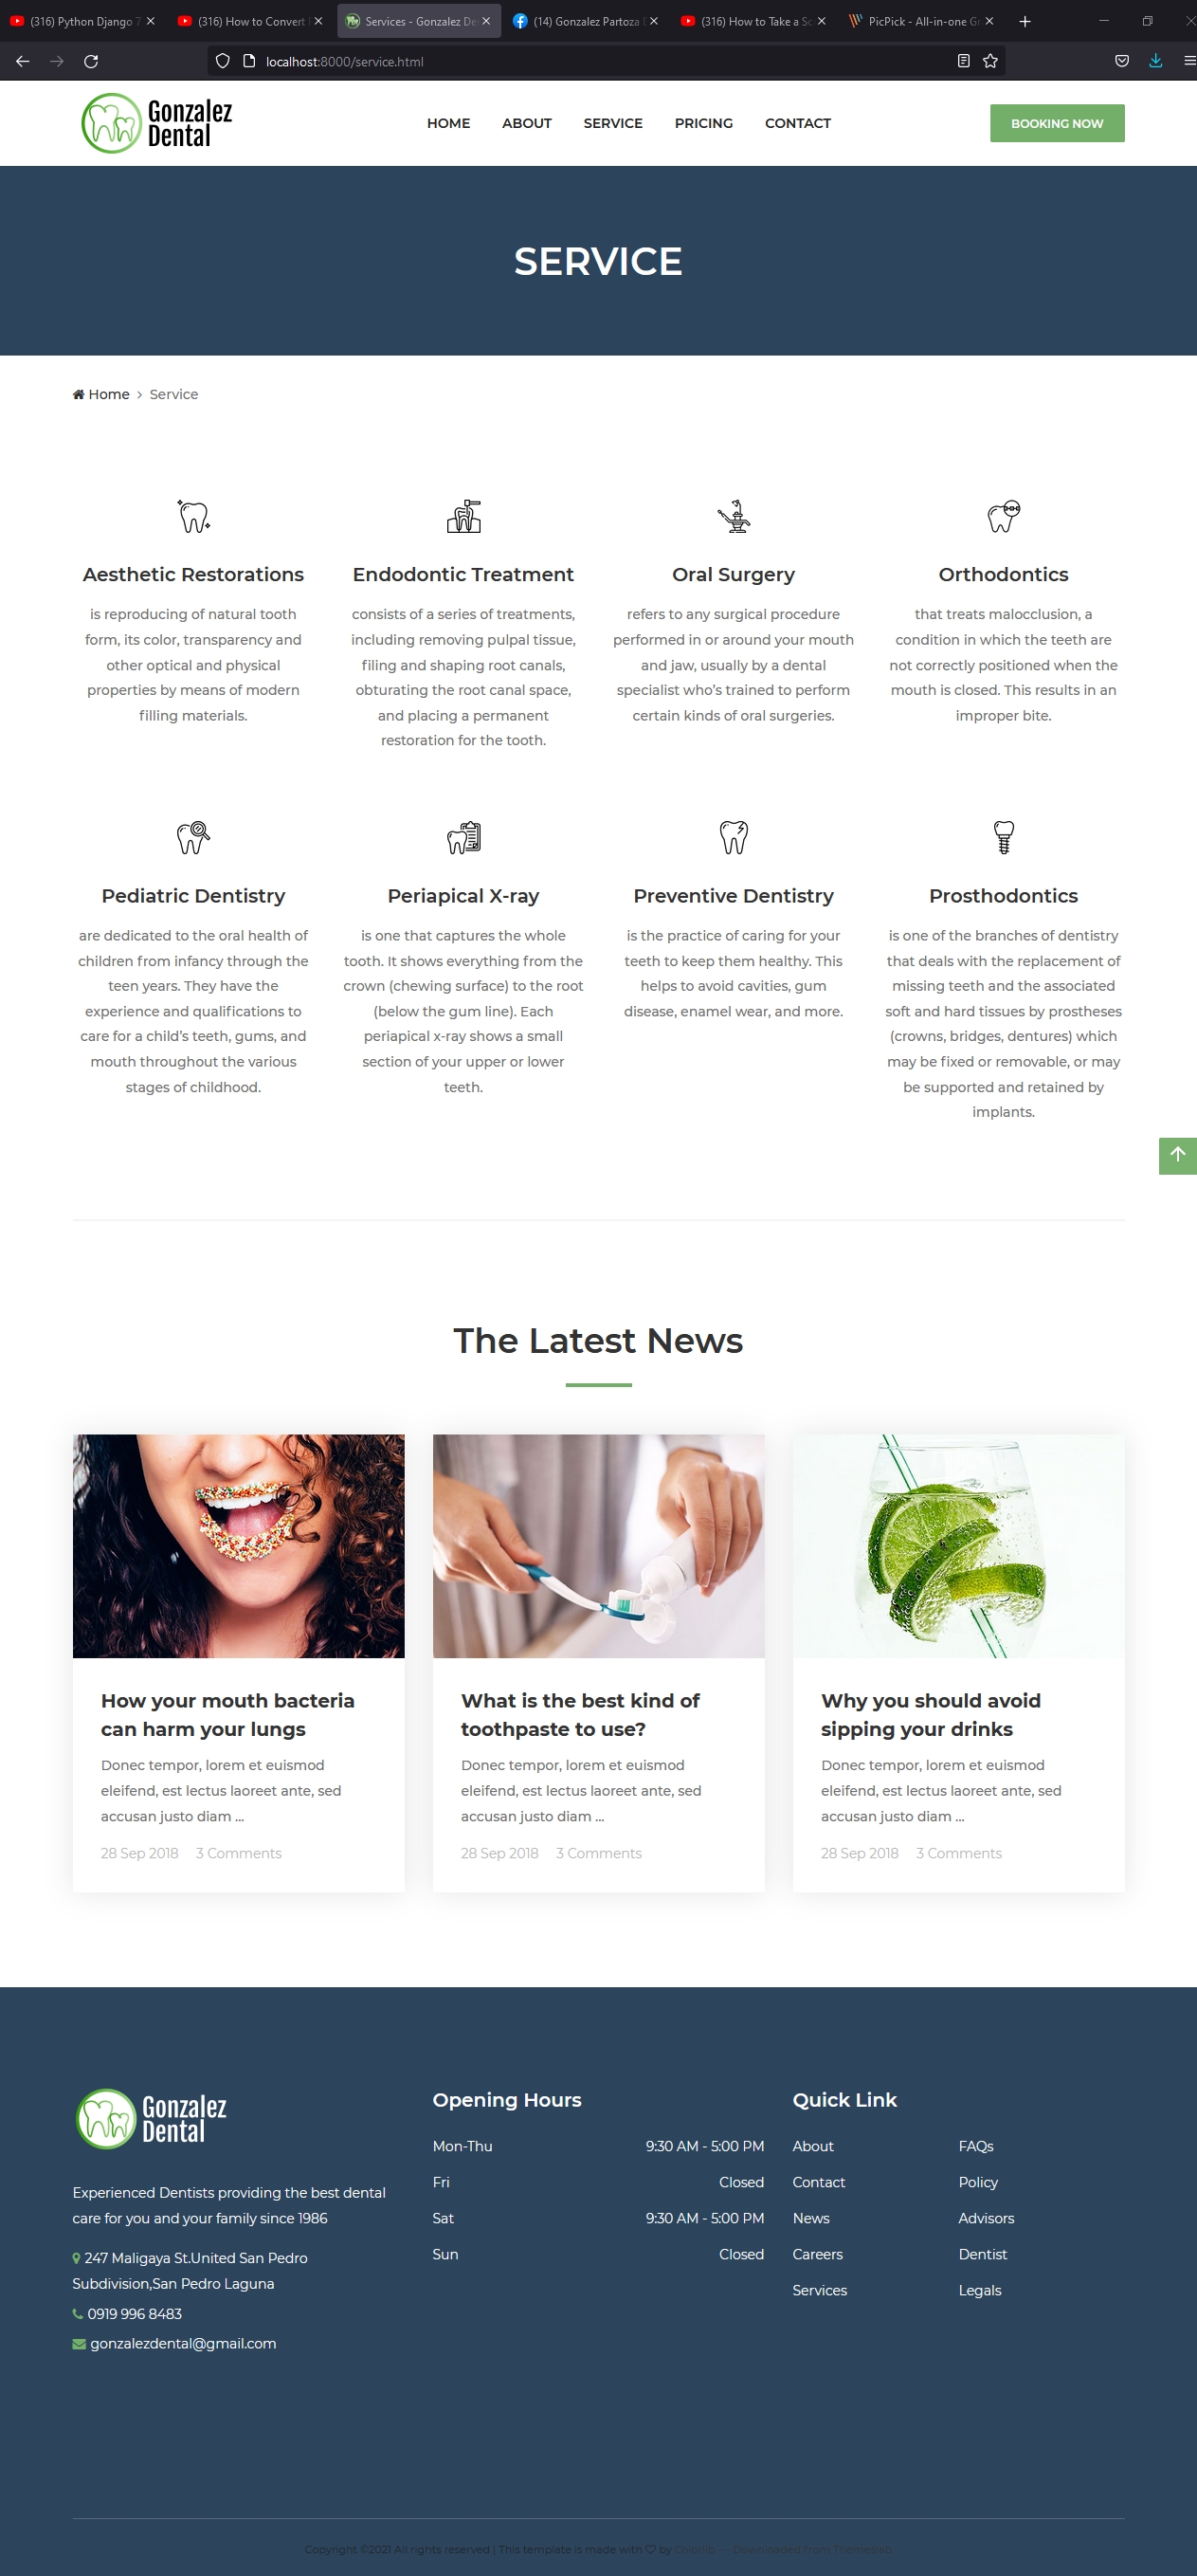 (316) Python Django 7
(316) How to Convert
Services - Gonzalez De
(14) Gonzalez Partoza
(316) How to Take a Sc
PicPick - All-in-one Gr
localhost:8000/service.html
Gonzalez
Dental
HOME
ABOUT
SERVICE
PRICING
CONTACT
BOOKING NOW
SERVICE
Home
Service
Aesthetic Restorations
is reproducing of natural tooth
form, its color, transparency and
other optical and physical
properties by means of modern
filling materials.
Endodontic Treatment
consists of a series of treatments,
including removing pulpal tissue,
filing and shaping root canals,
obturating the root canal space,
and placing a permanent
restoration for the tooth.
Oral Surgery
refers to any surgical procedure
performed in or around your mouth
and jaw, usually by a dental
specialist who's trained to perform
certain kinds of oral surgeries.
Orthodontics
that treats malocclusion, a
condition in which the teeth are
not correctly positioned when the
mouth is closed. This results in an
improper bite.
Pediatric Dentistry
are dedicated to the oral health of
children from infancy through the
teen years. They have the
experience and qualifications to
care for a child's teeth, gums, and
mouth throughout the various
stages of childhood.
Periapical X-ray
is one that captures the whole
tooth. It shows everything from the
crown (chewing surface) to the root
(below the gum line). Each
periapical x-ray shows a small
section of your upper or lower
teeth.
Preventive Dentistry
is the practice of caring for your
teeth to keep them healthy. This
helps to avoid cavities, gum
disease, enamel wear, and more.
Prosthodontics
is one of the branches of dentistry
that deals with the replacement of
missing teeth and the associated
soft and hard tissues by prostheses
(crowns, bridges, dentures) which
may be fixed or removable, or may
be supported and retained by
implants.
The Latest News
How your mouth bacteria
can harm your lungs
Donec tempor, lorem et euismod
eleifend, est lectus laoreet ante, sed
accusan justo diam ...
28 Sep 2018 3 Comments
What is the best kind of
toothpaste to use?
Donec tempor, lorem et euismod
eleifend, est lectus laoreet ante, sed
accusan justo diam ...
28 Sep 2018 3 Comments
Why you should avoid
sipping your drinks
Donec tempor, lorem et euismod
eleifend, est lectus laoreet ante, sed
accusan justo diam ...
28 Sep 2018 3 Comments
Gonzalez
Dental
Experienced Dentists providing the best dental
care for you and your family since 1986
247 Maligaya St.United San Pedro
Subdivision,San Pedro Laguna
0919 996 8483
gonzalezdental@gmail.com
Opening Hours
Mon-Thu 9:30 AM - 5:00 PM
Fri Closed
Sat 9:30 AM - 5:00 PM
Sun Closed
Quick Link
About FAQs
Contact Policy
News Advisors
Careers Dentist
Services Legals
Copyright ©2021 All rights reserved | This template is made with ♡ by Colorlib — Downloaded from Themeslab